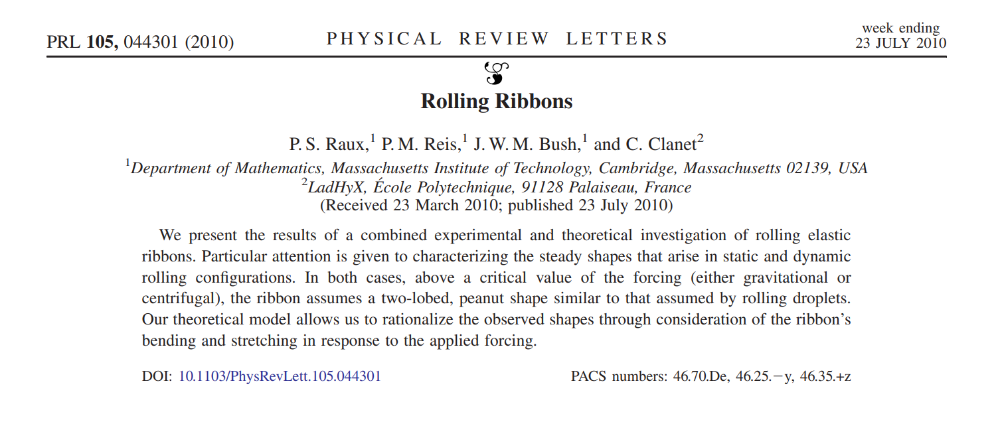 PRL 105, 044301 (2010)
PHYSICAL REVIEW LETTERS
week ending
23 JULY 2010
Rolling Ribbons
P. S. Raux,1 P. M. Reis,1 J. W. M. Bush,1 and C. Clanet2
1Department of Mathematics, Massachusetts Institute of Technology, Cambridge, Massachusetts 02139, USA
2LadHyX, École Polytechnique, 91128 Palaiseau, France
(Received 23 March 2010; published 23 July 2010)
We present the results of a combined experimental and theoretical investigation of rolling elastic
ribbons. Particular attention is given to characterizing the steady shapes that arise in static and dynamic
rolling configurations. In both cases, above a critical value of the forcing (either gravitational or
centrifugal), the ribbon assumes a two-lobed, peanut shape similar to that assumed by rolling droplets.
Our theoretical model allows us to rationalize the observed shapes through consideration of the ribbon's
bending and stretching in response to the applied forcing.
DOI: 10.1103/PhysRevLett.105.044301
PACS numbers: 46.70.De, 46.25.−y, 46.35.+z